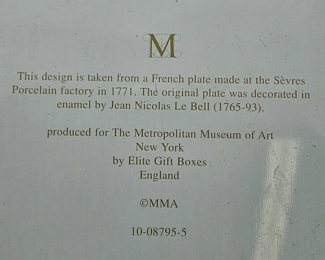 M
This design is taken from a French plate made at the Sèvres
Porcelain factory in 1771. The original plate was decorated in
enamel by Jean Nicolas Le Bell (1765-93).
produced for The Metropolitan Museum of Art
New York
by Elite Gift Boxes
England
©MMA
10-08795-5